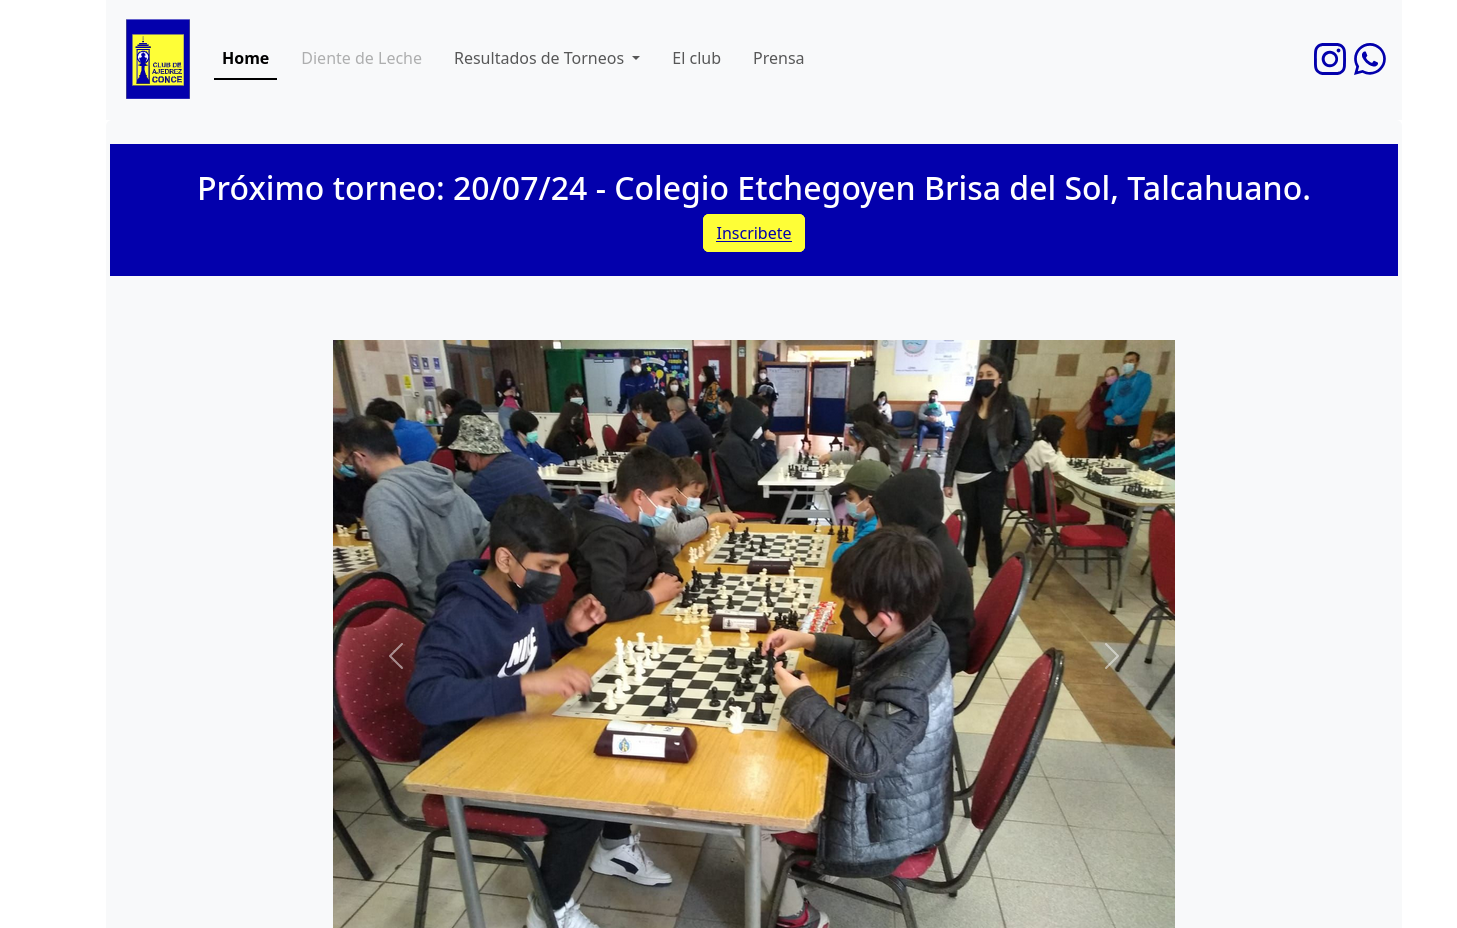 CLUB DE
AJEDREZ
CONCE
Home
Diente de Leche
Resultados de Torneos
El club
Prensa
Próximo torneo: 20/07/24 - Colegio Etchegoyen Brisa del Sol, Talcahuano.
Inscribete
NIKE